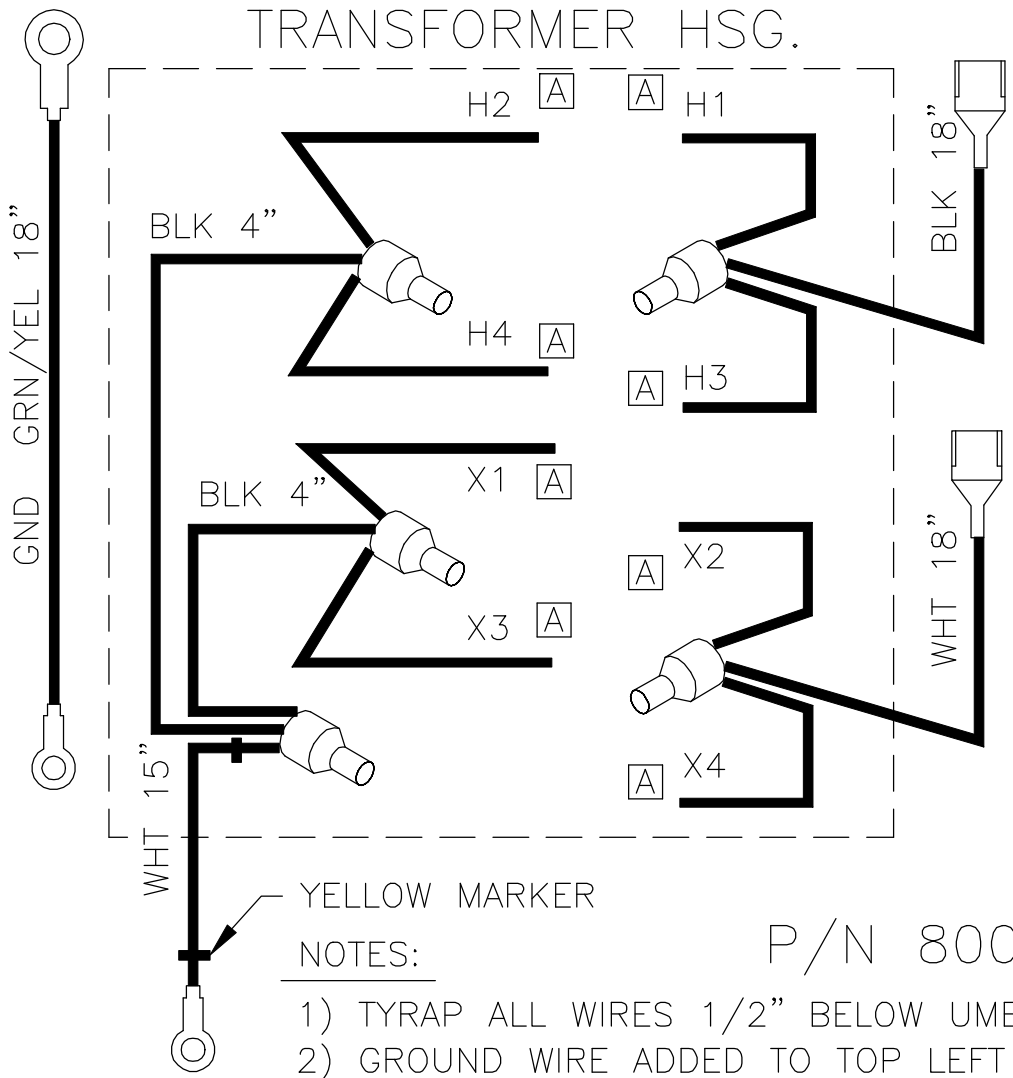 TRANSFORMER HSG.
H2
A
A
H1
BLK 18”
BLK 4”
GND GRN/YEL 18”
H4
A
A
H3
X1
A
BLK 4”
X2
A
WHT 18”
X3
A
X4
A
WHT 15”
YELLOW MARKER
NOTES:
P/N 800
1) TYRAP ALL WIRES 1/2” BELOW
2) GROUND WIRE ADDED TO TOP LEFT